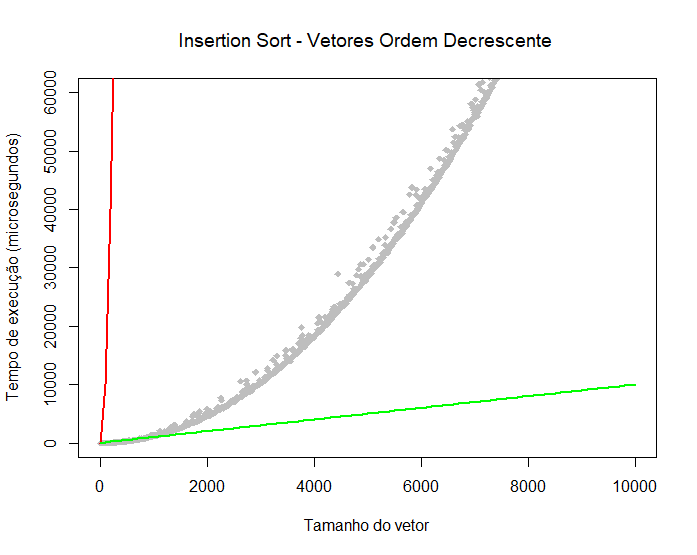 Insertion Sort - Vetores Ordem Decrescente
Tempo de execução (microsegundos)
60000
50000
40000
30000
20000
10000
0
0 2000 4000 6000 8000 10000
Tamanho do vetor